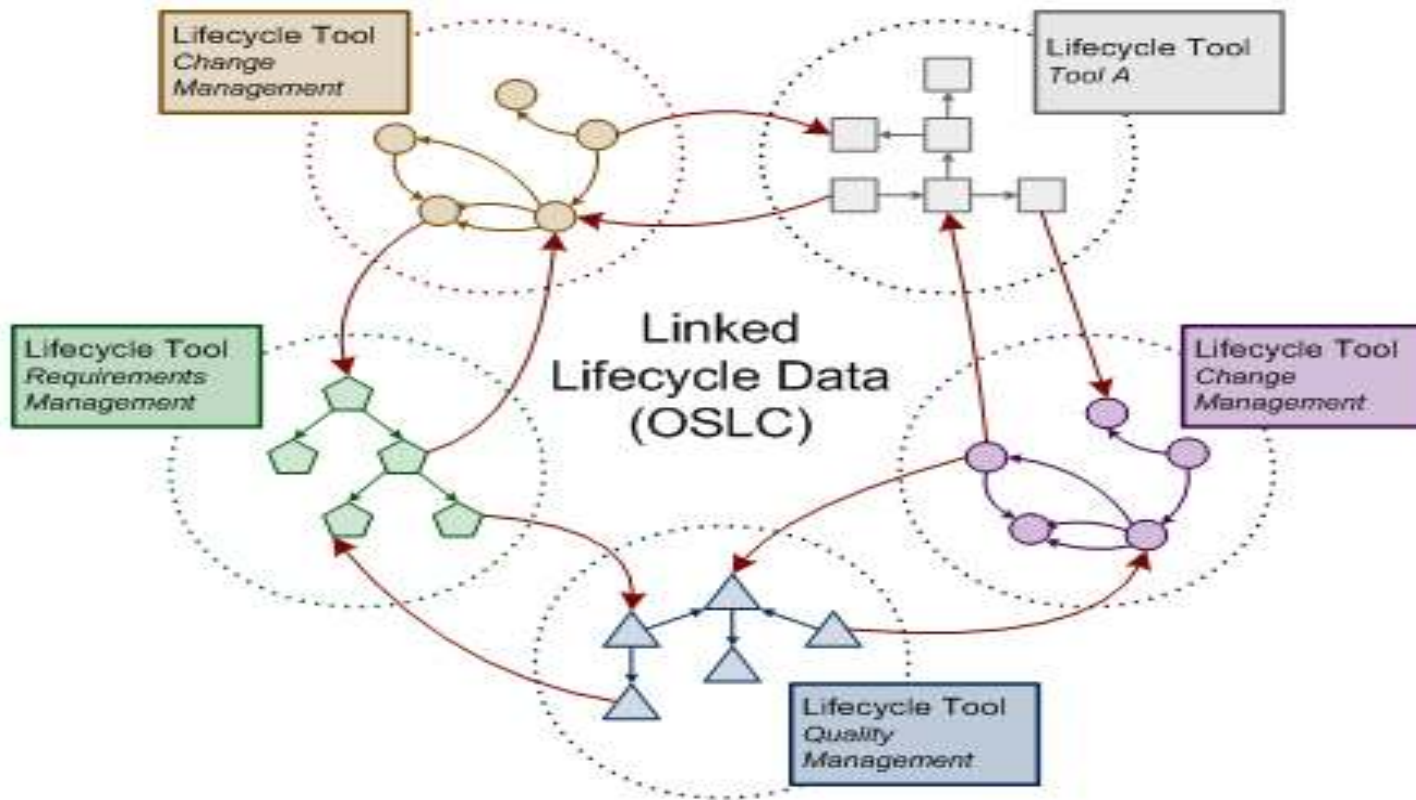 Lifecycle Tool
Change
Management
Lifecycle Tool
Tool A
Linked
Lifecycle Data
(OSLC)
Lifecycle Tool
Requirements
Management
Lifecycle Tool
Change
Management
Lifecycle Tool
Quality
Management